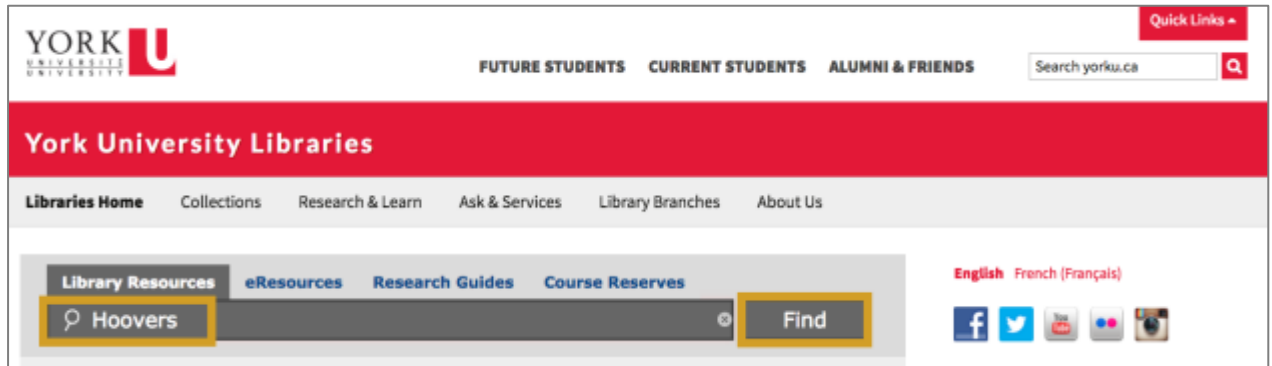 Quick Links
YORK U
UNIVERSITÉ
UNIVERSITY
FUTURE STUDENTS CURRENT STUDENTS ALUMNI & FRIENDS Search yorku.ca
York University Libraries
Libraries Home Collections Research & Learn Ask & Services Library Branches About Us
Library Resources eResources Research Guides Course Reserves
English French (Français)
Hoovers Find
f You Tube